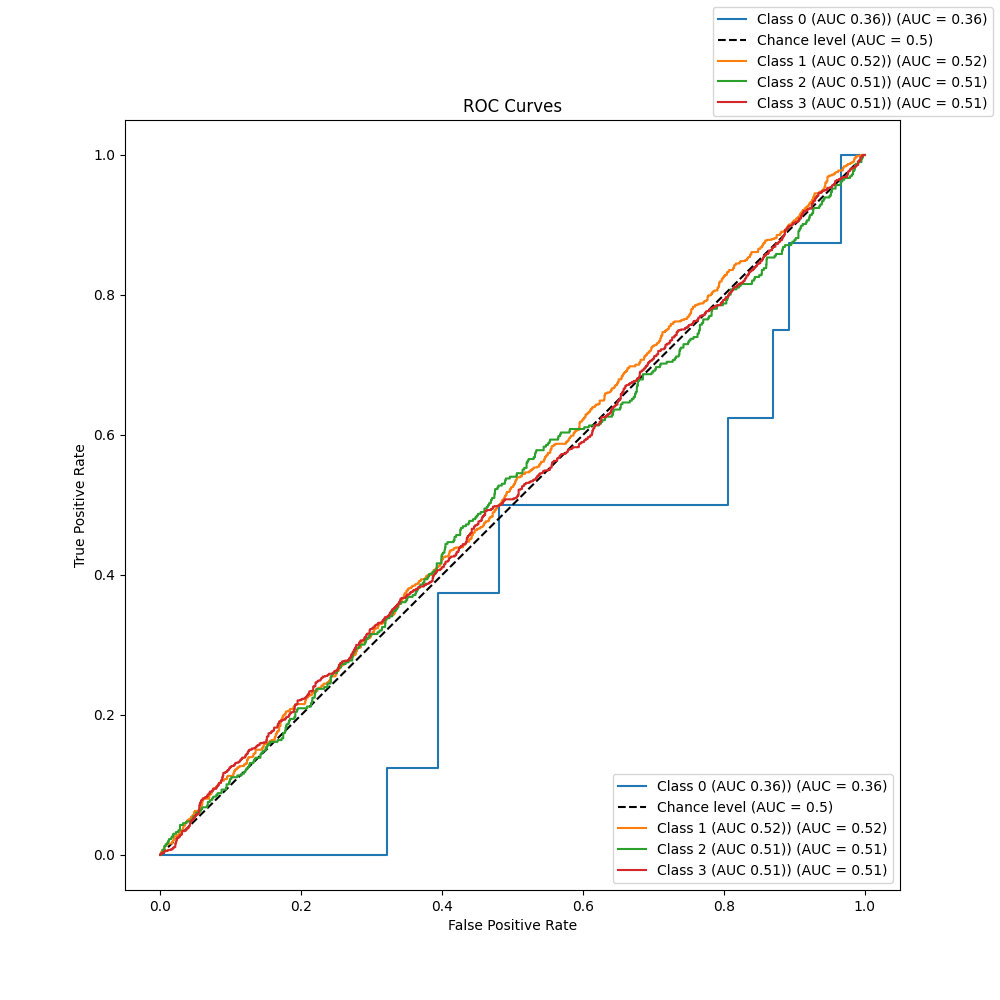 Class 0 (AUC 0.36)) (AUC = 0.36)
Chance level (AUC = 0.5)
Class 1 (AUC 0.52)) (AUC = 0.52)
Class 2 (AUC 0.51)) (AUC = 0.51)
Class 3 (AUC 0.51)) (AUC = 0.51)
ROC Curves
1.0
0.8
0.6
0.4
0.2
0.0
True Positive Rate
Class 0 (AUC 0.36)) (AUC = 0.36)
Chance level (AUC = 0.5)
Class 1 (AUC 0.52)) (AUC = 0.52)
Class 2 (AUC 0.51)) (AUC = 0.51)
Class 3 (AUC 0.51)) (AUC = 0.51)
0.0 0.2 0.4 0.6 0.8 1.0
False Positive Rate